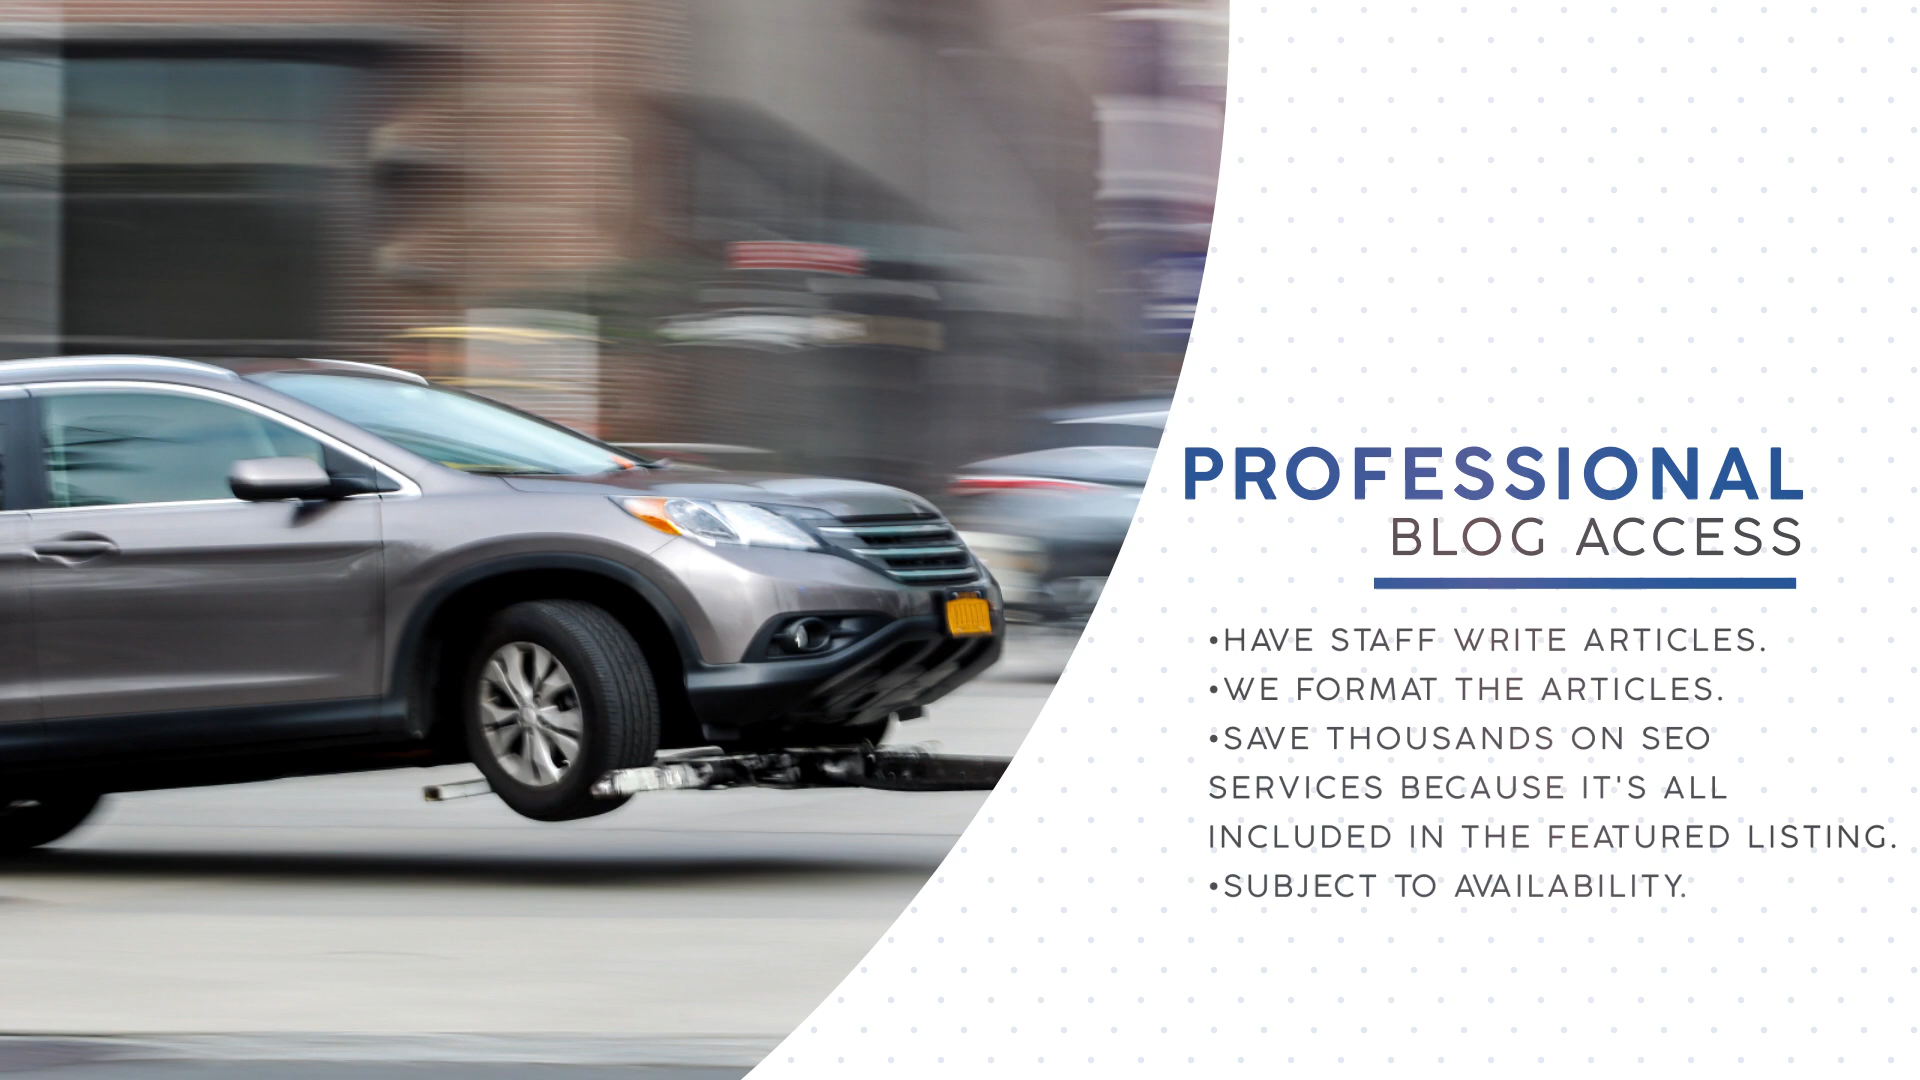 PROFESSIONAL
BLOG ACCESS
•HAVE STAFF WRITE ARTICLES.
•WE FORMAT THE ARTICLES.
•SAVE THOUSANDS ON SEO
SERVICES BECAUSE IT'S ALL
INCLUDED IN THE FEATURED LISTING.
•SUBJECT TO AVAILABILITY.